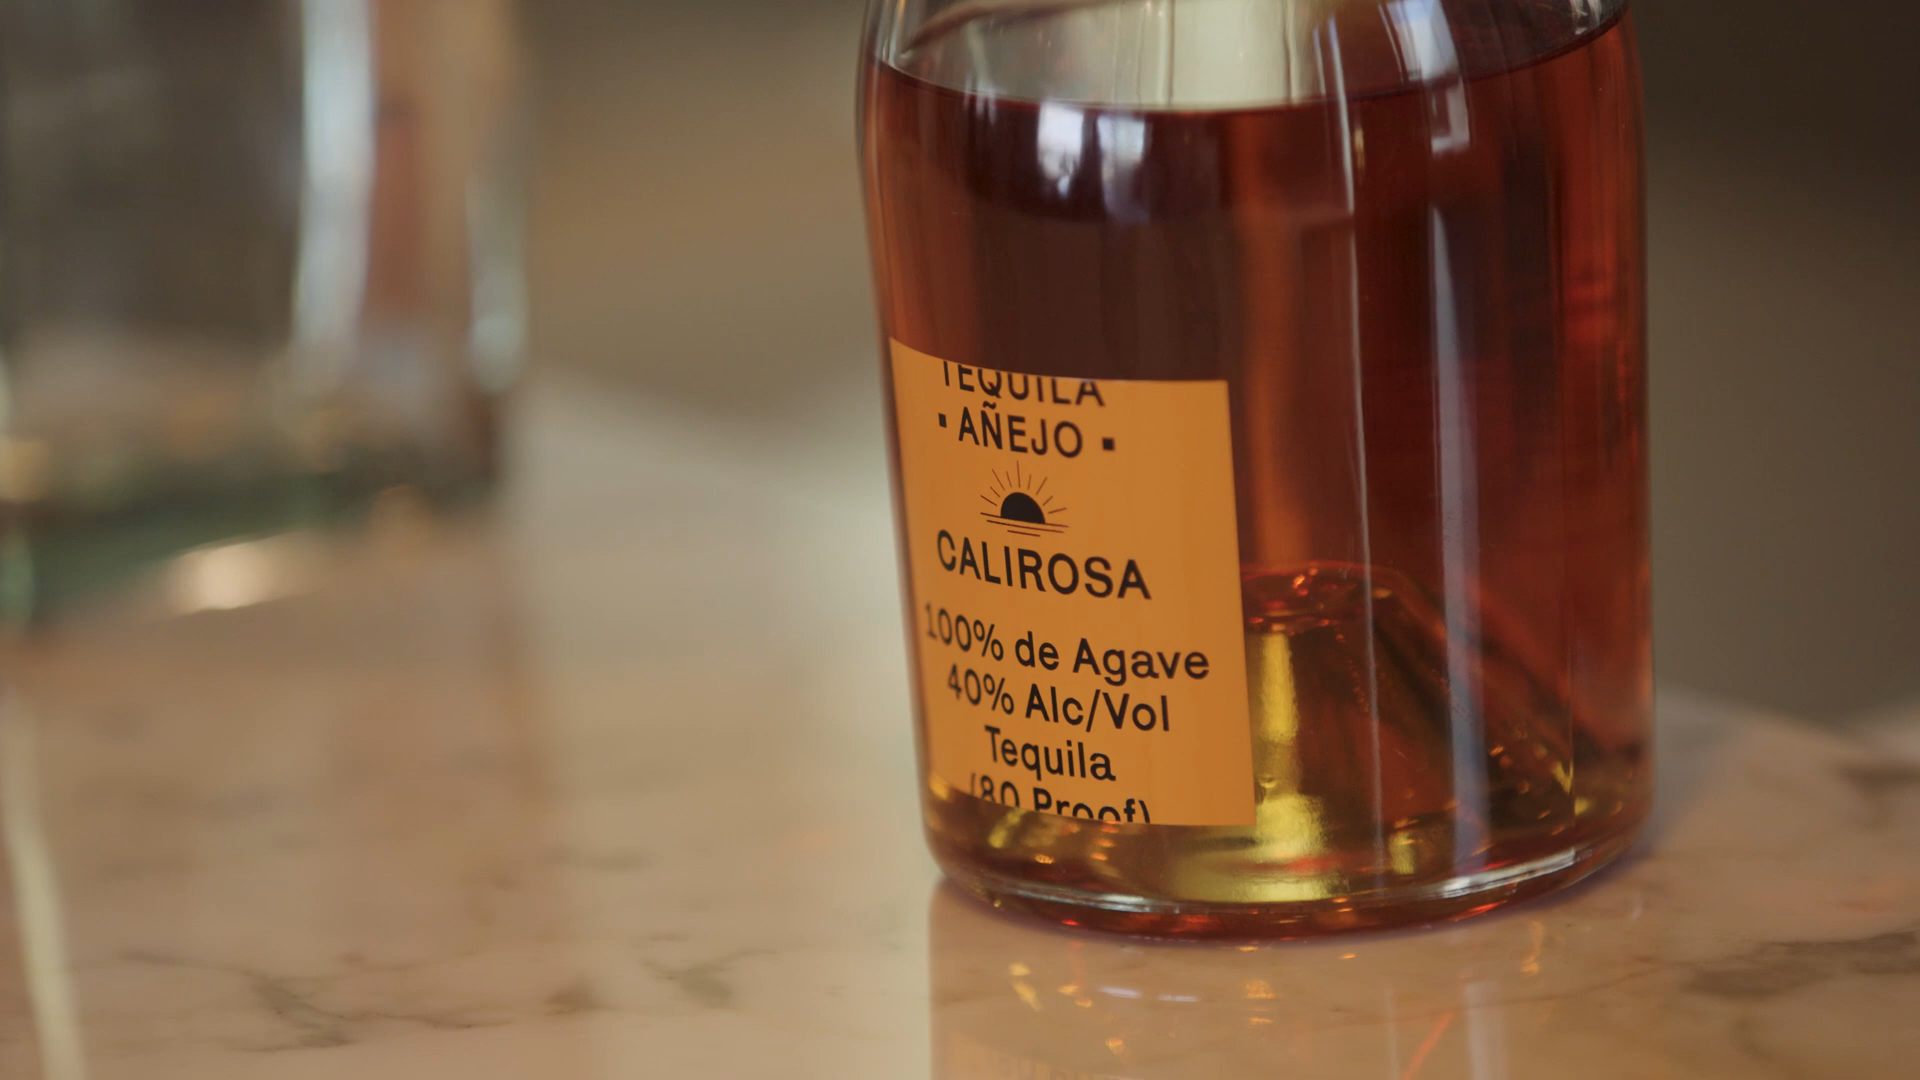 TEQUILA
▪ AÑEJO ▪
CALIROSA
100% de Agave
40% Alc/Vol
Tequila
(80 Proof)